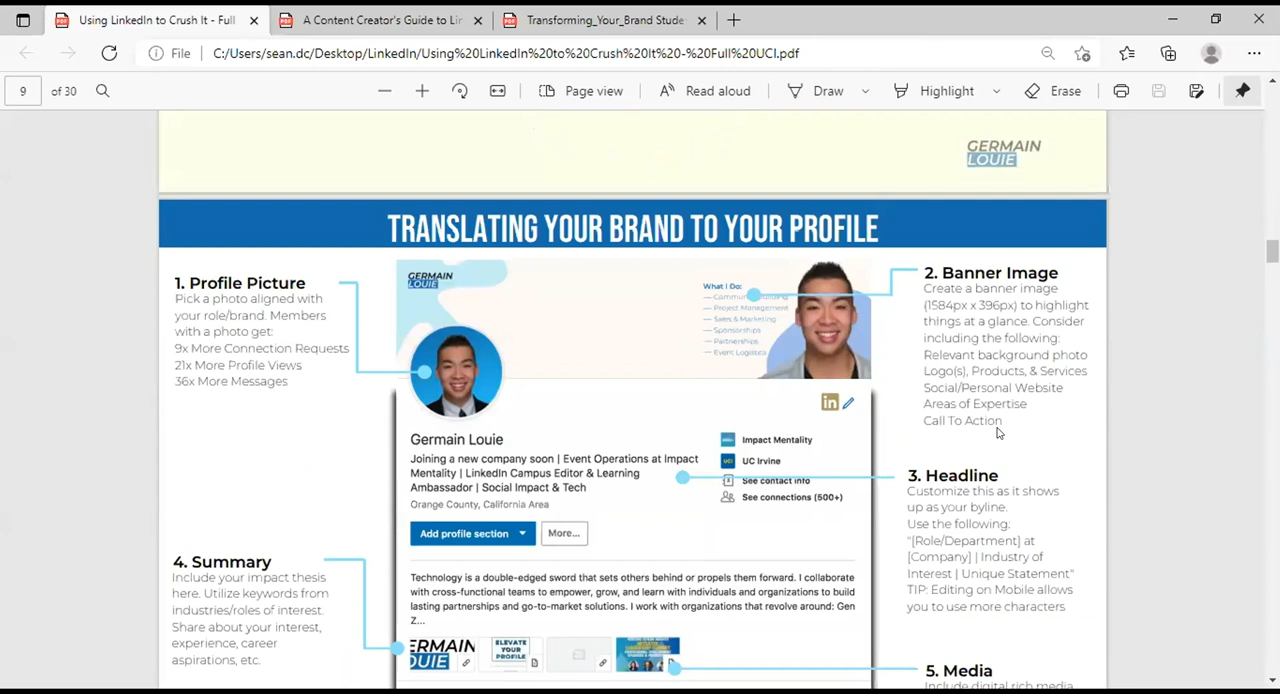 Using LinkedIn to Crush It - Full
A Content Creator's Guide to Lin
Transforming_Your_Brand Stude
File
C:/Users/sean.dc/Desktop/LinkedIn/Using%20LinkedIn%20to%20Crush%20It%20-%20Full%20UCI.pdf
9 of 30
Page view
Read aloud
Draw
Highlight
Erase
GERMAIN
LOUIE
TRANSLATING YOUR BRAND TO YOUR PROFILE
1. Profile Picture
Pick a photo aligned with
your role/brand. Members
with a photo get:
9x More Connection Requests
21x More Profile Views
36x More Messages
GERMAIN
LOUIE
What I Do:
— Community Building
— Project Management
— Sales & Marketing
— Sponsorships
— Partnerships
— Event Logistics
2. Banner Image
Create a banner image
(1584px x 396px) to highlight
things at a glance. Consider
including the following:
Relevant background photo
Logo(s), Products, & Services
Social/Personal Website
Areas of Expertise
Call To Action
in
Germain Louie
Joining a new company soon | Event Operations at Impact
Mentality | LinkedIn Campus Editor & Learning
Ambassador | Social Impact & Tech
Orange County, California Area
Add profile section
More...
Impact Mentality
UCI
UC Irvine
See contact info
See connections (500+)
3. Headline
Customize this as it shows
up as your byline.
Use the following:
"[Role/Department] at
[Company] | Industry of
Interest | Unique Statement"
TIP: Editing on Mobile allows
you to use more characters
4. Summary
Include your impact thesis
here. Utilize keywords from
industries/roles of interest.
Share about your interest,
experience, career
aspirations, etc.
Technology is a double-edged sword that sets others behind or propels them forward. I collaborate
with cross-functional teams to empower, grow, and learn with individuals and organizations to build
lasting partnerships and go-to-market solutions. I work with organizations that revolve around: Gen
Z...
GERMAIN
LOUIE
ELEVATE
YOUR
PROFILE
5. Media
Include digital rich media